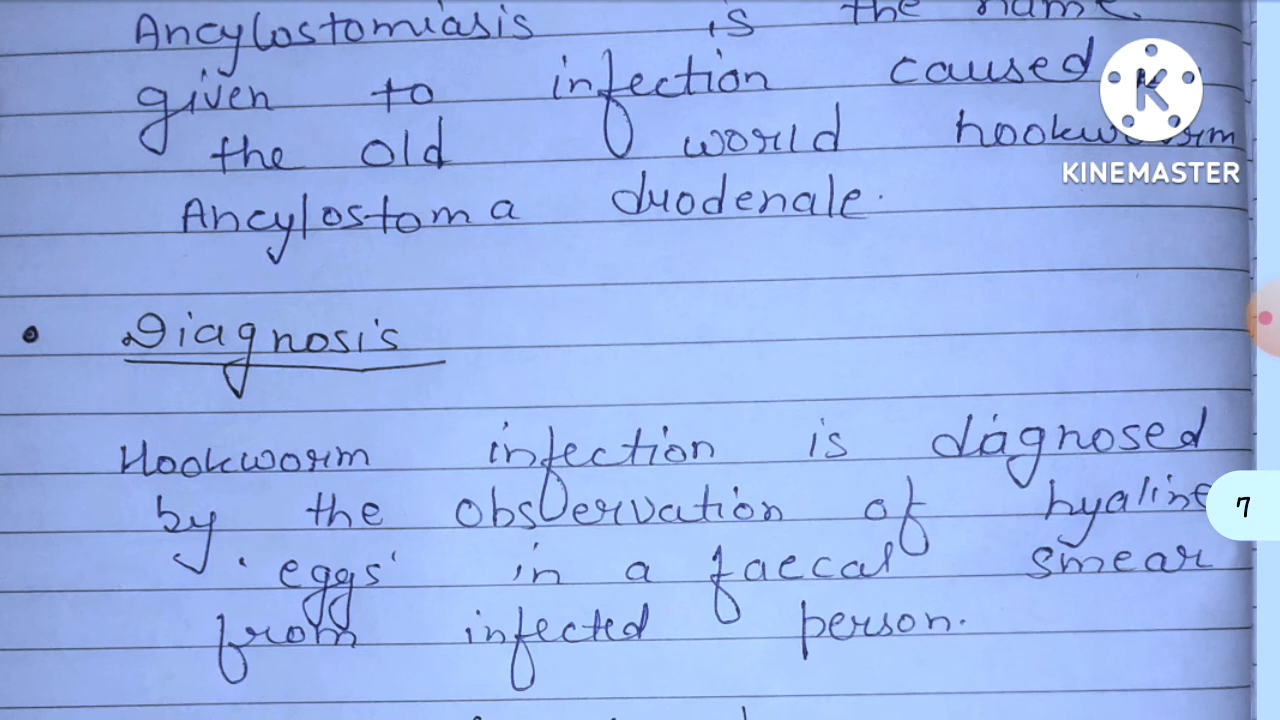 Ancylostomiasis is the name
given to infection caused
the old world hookworm
Ancylostoma duodenale.
K
KINEMASTER
• Diagnosis
Hookworm infection is dagnosed
by the observation of hyaline
'eggs' in a faecal smear
from infected person.
7